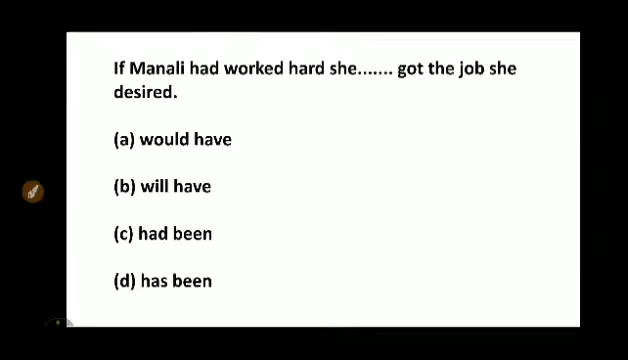 If Manali had worked hard she....... got the job she
desired.
(a) would have
(b) will have
(c) had been
(d) has been